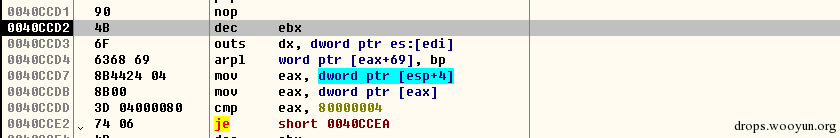 0040CCD1 90 nop
0040CCD2 4B dec ebx
0040CCD3 6F outs dx, dword ptr es:[edi]
0040CCD4 6368 69 arpl word ptr [eax+69], bp
0040CCD7 8B4424 04 mov eax, dword ptr [esp+4]
0040CCDB 8B00 mov eax, dword ptr [eax]
0040CCDD 3D 04000080 cmp eax, 80000004
0040CCE2 74 06 je short 0040CCEA
drops.wooyun.org